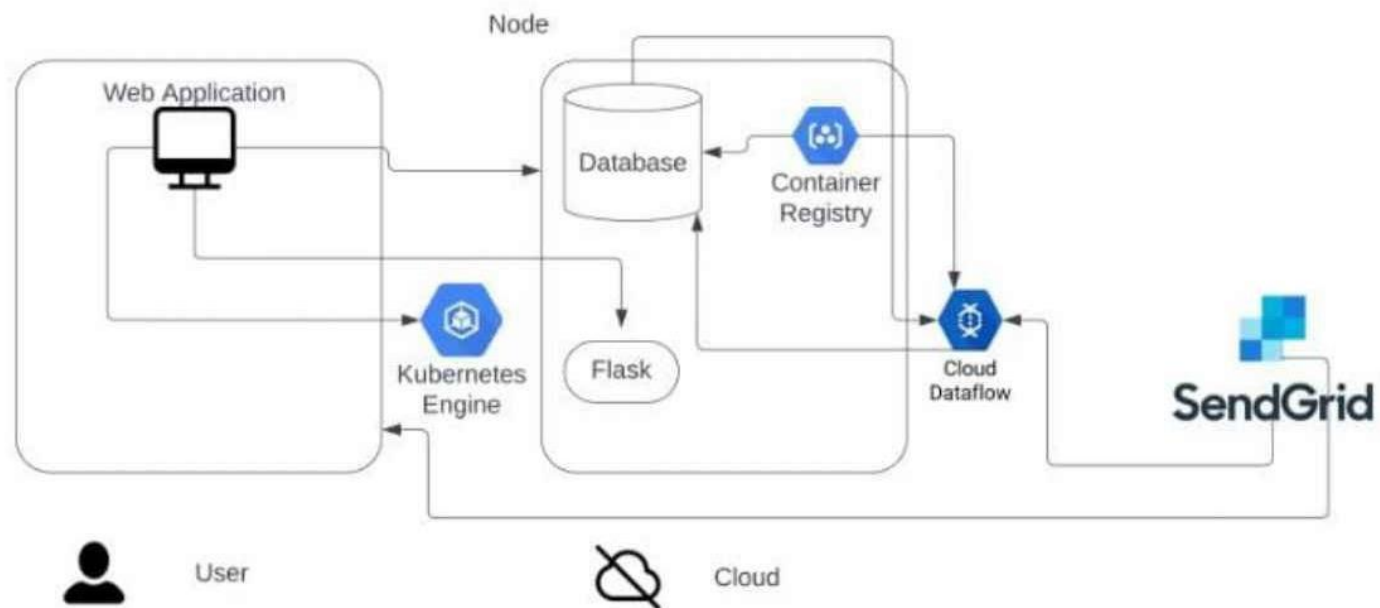 Node
Web Application
Database
Container
Registry
Kubernetes
Engine
Flask
Cloud
Dataflow
SendGrid
User
Cloud